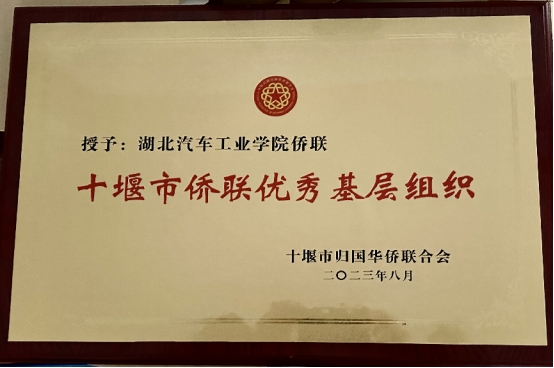 授予：湖北汽车工业学院侨联
十堰市侨联优秀基层组织
十堰市归国华侨联合会
二〇二三年八月